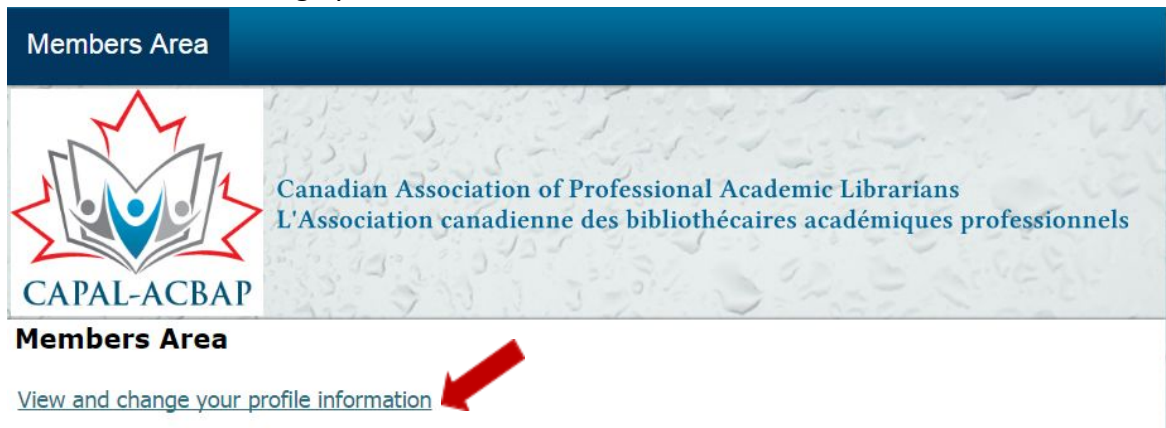 Members Area
Canadian Association of Professional Academic Librarians
L'Association canadienne des bibliothécaires académiques professionnels
CAPAL-ACBAP
Members Area
View and change your profile information